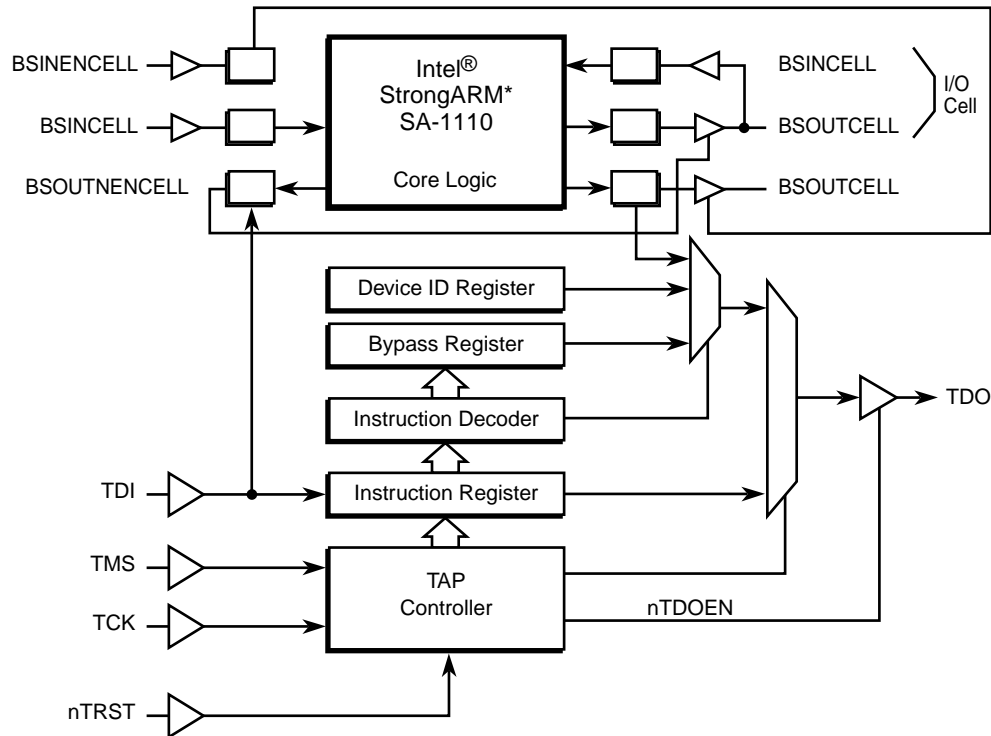 BSINENCELL
Intel®
StrongARM*
SA-1110
BSINCELL
I/O
Cell
BSINCELL
BSOUTCELL
BSOUTNENCELL
Core Logic
BSOUTCELL
Device ID Register
Bypass Register
Instruction Decoder
TDO
TDI
Instruction Register
TMS
TAP
Controller
TCK
nTDOEN
nTRST